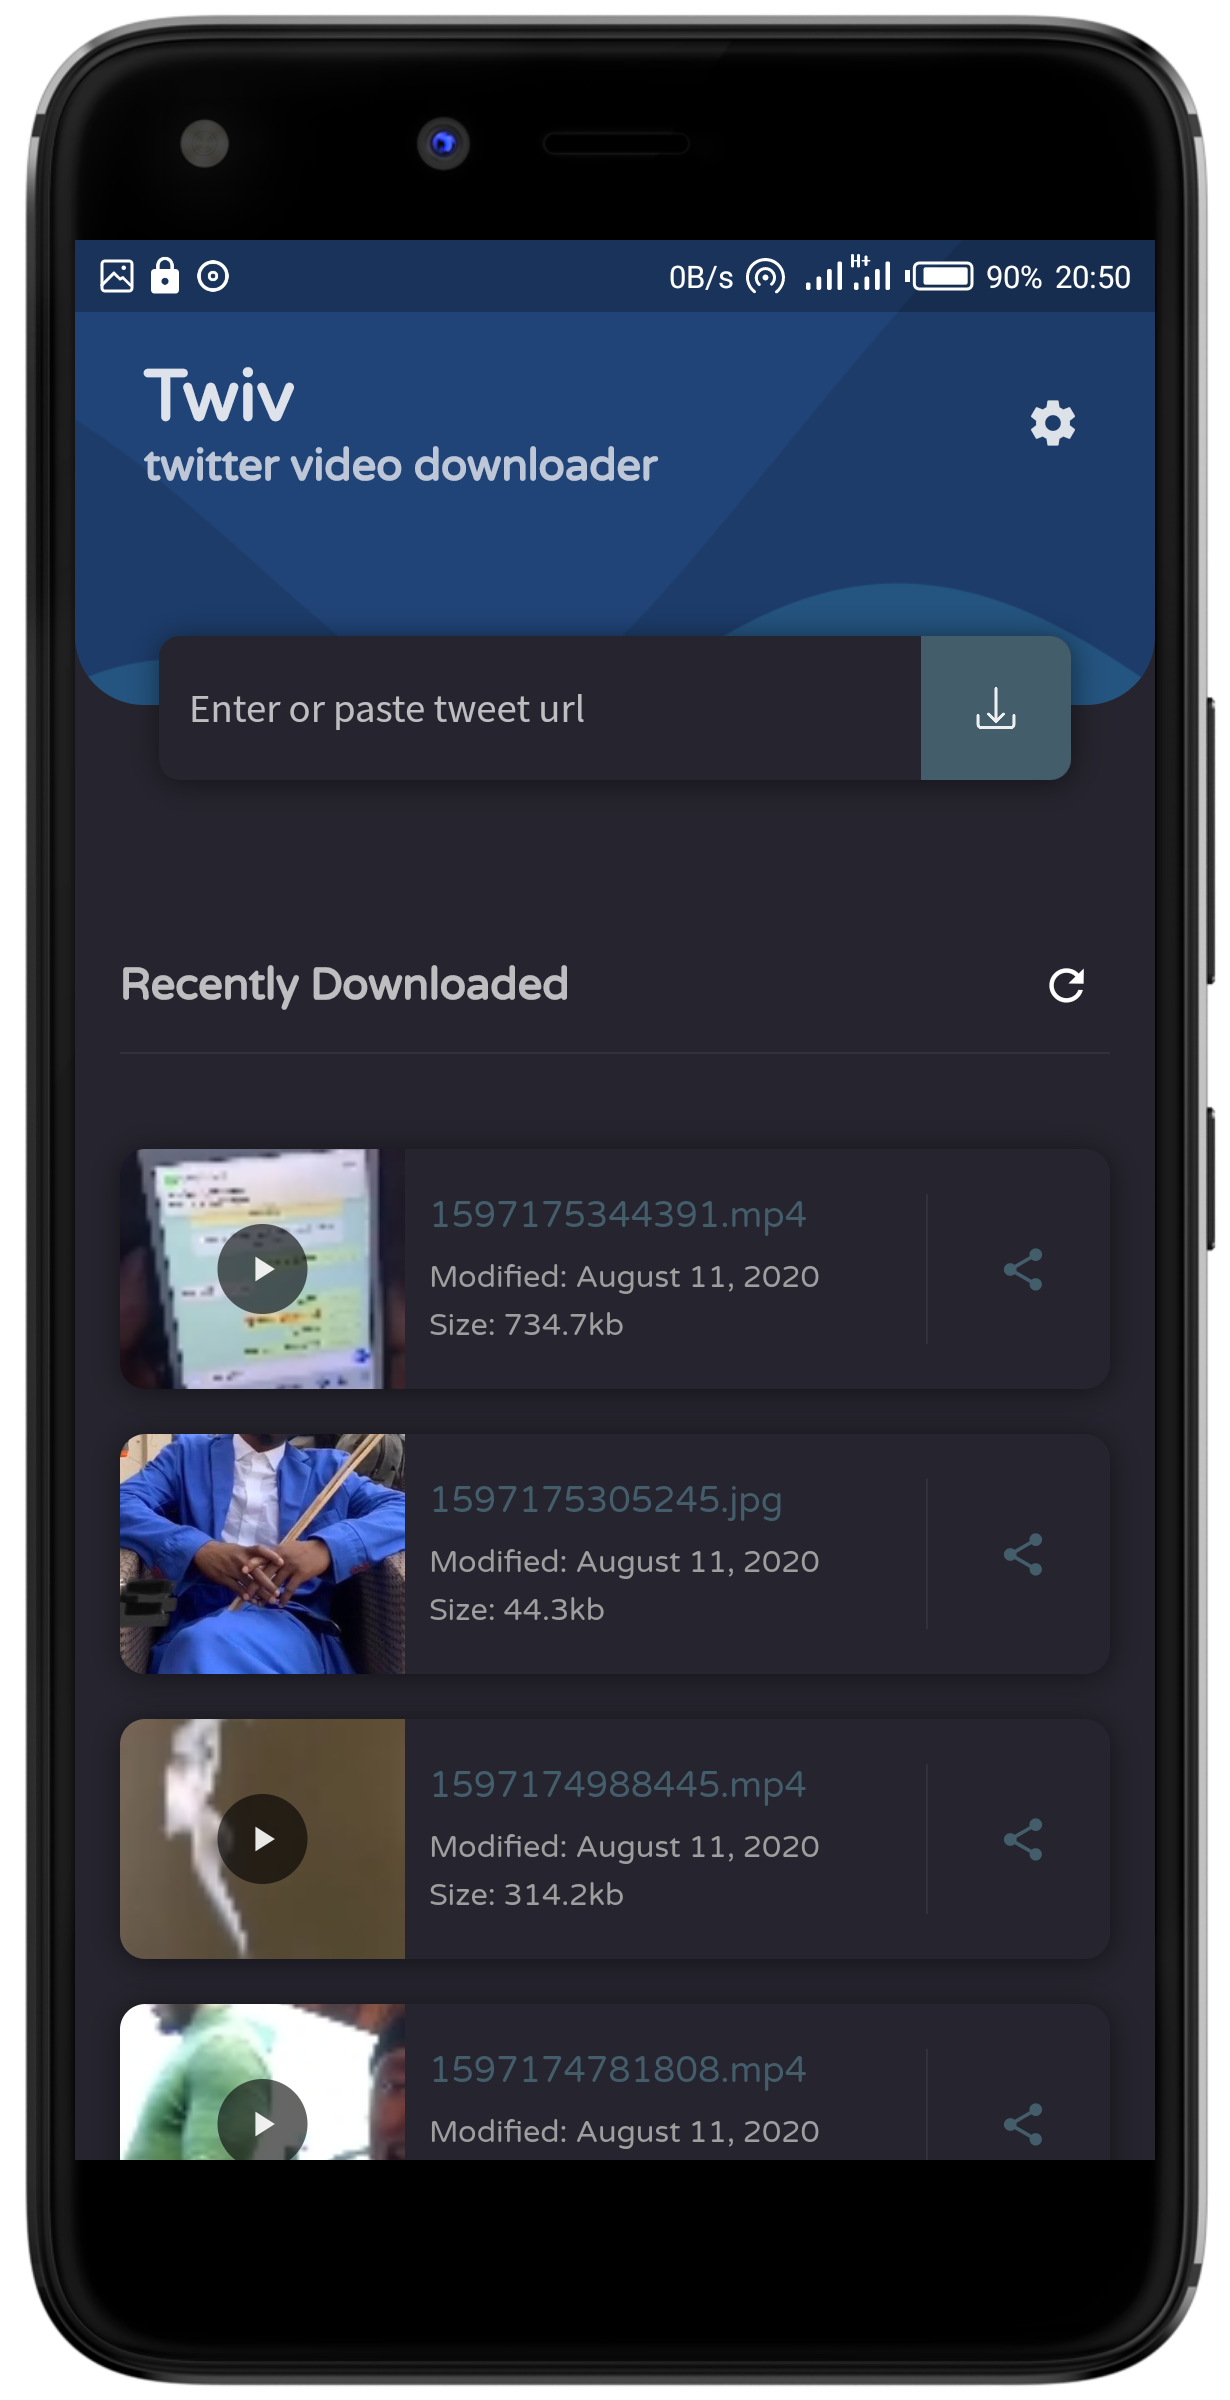 0B/s H+ 90% 20:50
Twiv
twitter video downloader
Enter or paste tweet url
Recently Downloaded
1597175344391.mp4
Modified: August 11, 2020
Size: 734.7kb
1597175305245.jpg
Modified: August 11, 2020
Size: 44.3kb
1597174988445.mp4
Modified: August 11, 2020
Size: 314.2kb
1597174781808.mp4
Modified: August 11, 2020